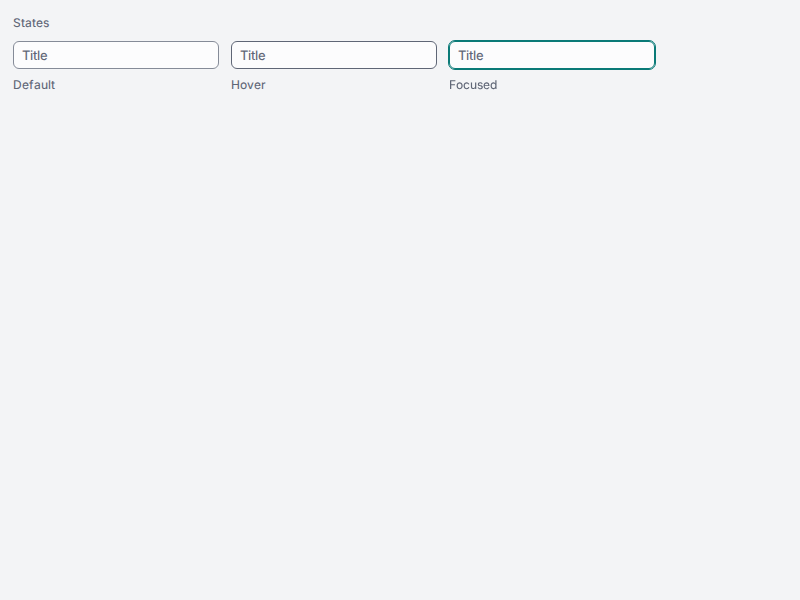 States
Title
Title
Title
Default
Hover
Focused